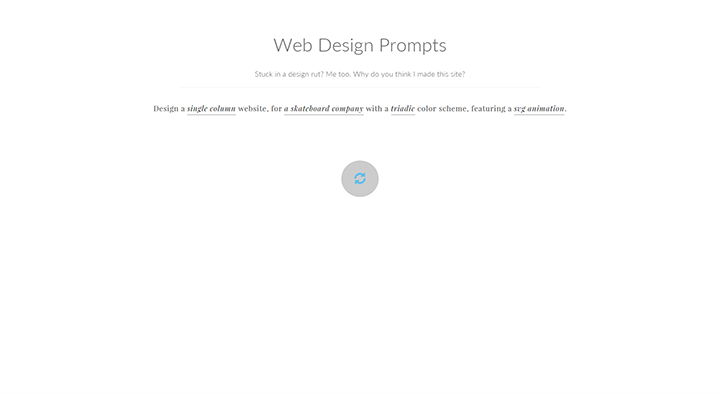 Web Design Prompts
Stuck in a design rut? Me too. Why do you think I made this site?
Design a single column website, for a skateboard company with a triadic color scheme, featuring a svg animation.